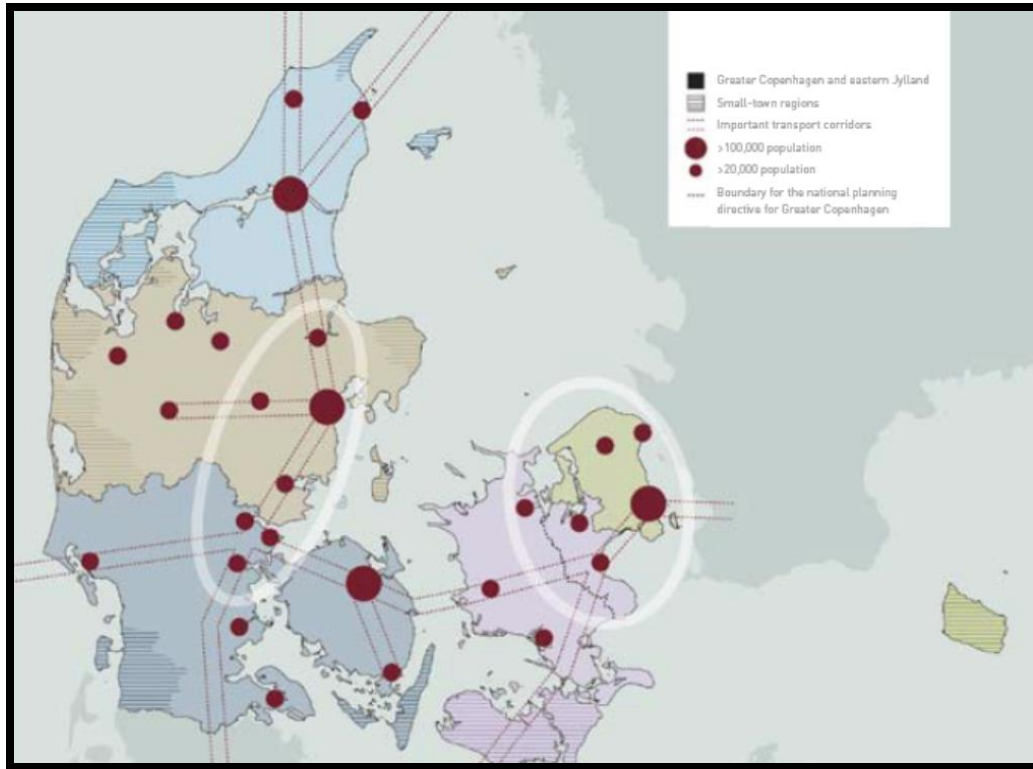 Greater Copenhagen and eastern Jylland
Small-town regions
Important transport corridors
>100,000 population
>20,000 population
Boundary for the national planning
directive for Greater Copenhagen